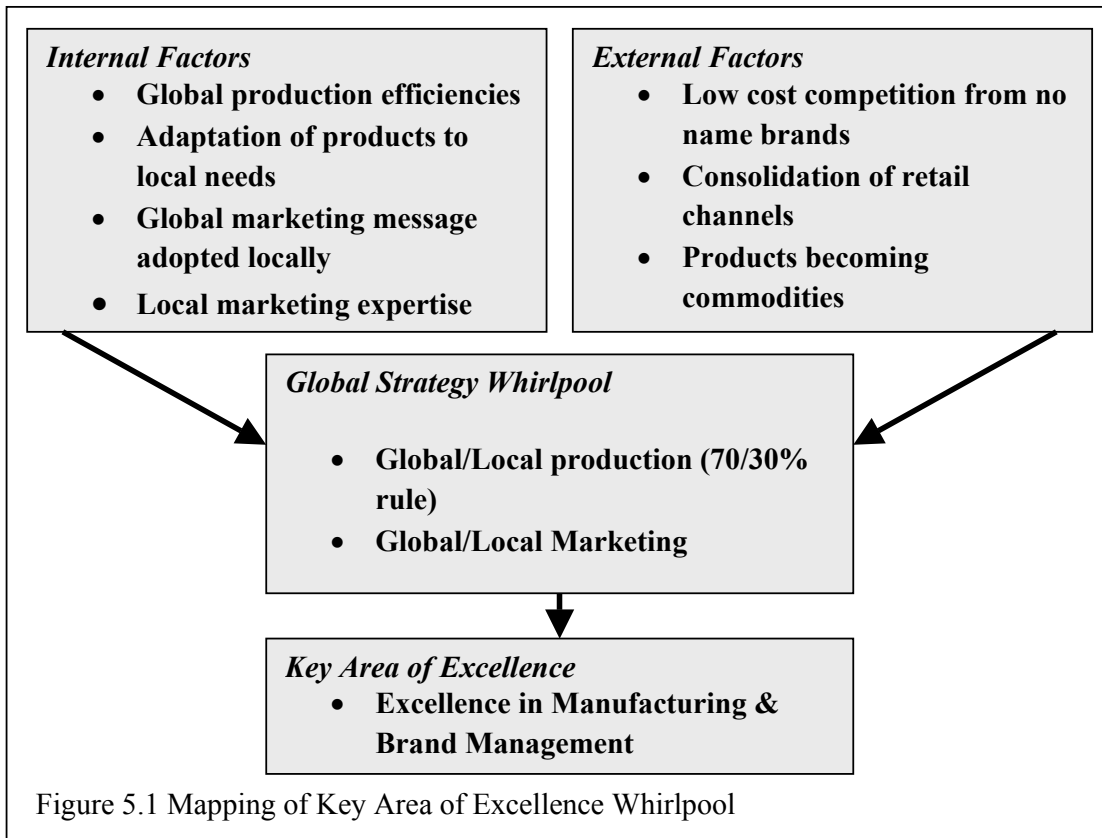 Internal Factors
• Global production efficiencies
• Adaptation of products to
local needs
• Global marketing message
adopted locally
• Local marketing expertise
External Factors
• Low cost competition from no
name brands
• Consolidation of retail
channels
• Products becoming
commodities
Global Strategy Whirlpool
• Global/Local production (70/30%
rule)
• Global/Local Marketing
Key Area of Excellence
• Excellence in Manufacturing &
Brand Management
Figure 5.1 Mapping of Key Area of Excellence Whirlpool